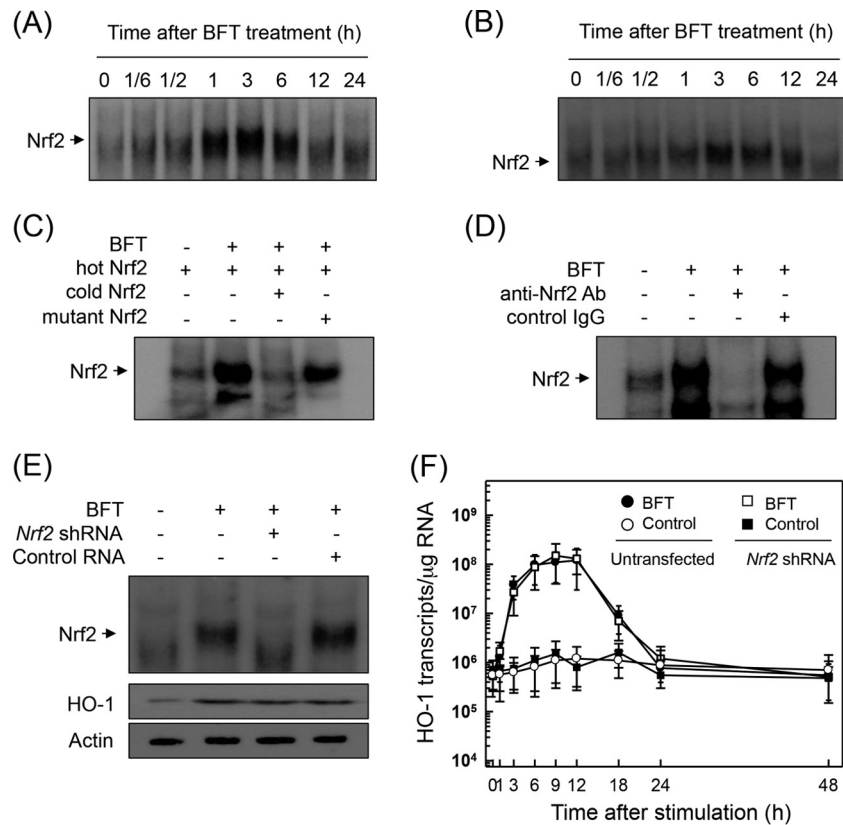 (A)
Time after BFT treatment (h)
0 1/6 1/2 1 3 6 12 24
Nrf2
(B)
Time after BFT treatment (h)
0 1/6 1/2 1 3 6 12 24
Nrf2
(C)
BFT - + + +
hot Nrf2 + + + +
cold Nrf2 - - + -
mutant Nrf2 - - - +
Nrf2
(D)
BFT - + + +
anti-Nrf2 Ab - - + -
control IgG - - - +
Nrf2
(E)
BFT - + + +
Nrf2 shRNA - - + -
Control RNA - - - +
Nrf2
HO-1
Actin
(F)
HO-1 transcripts/µg RNA
10⁹
10⁸
10⁷
10⁶
10⁵
10⁴
BFT BFT
Control Control
Untransfected Nrf2 shRNA
0 1 3 6 9 12 18 24 48
Time after stimulation (h)